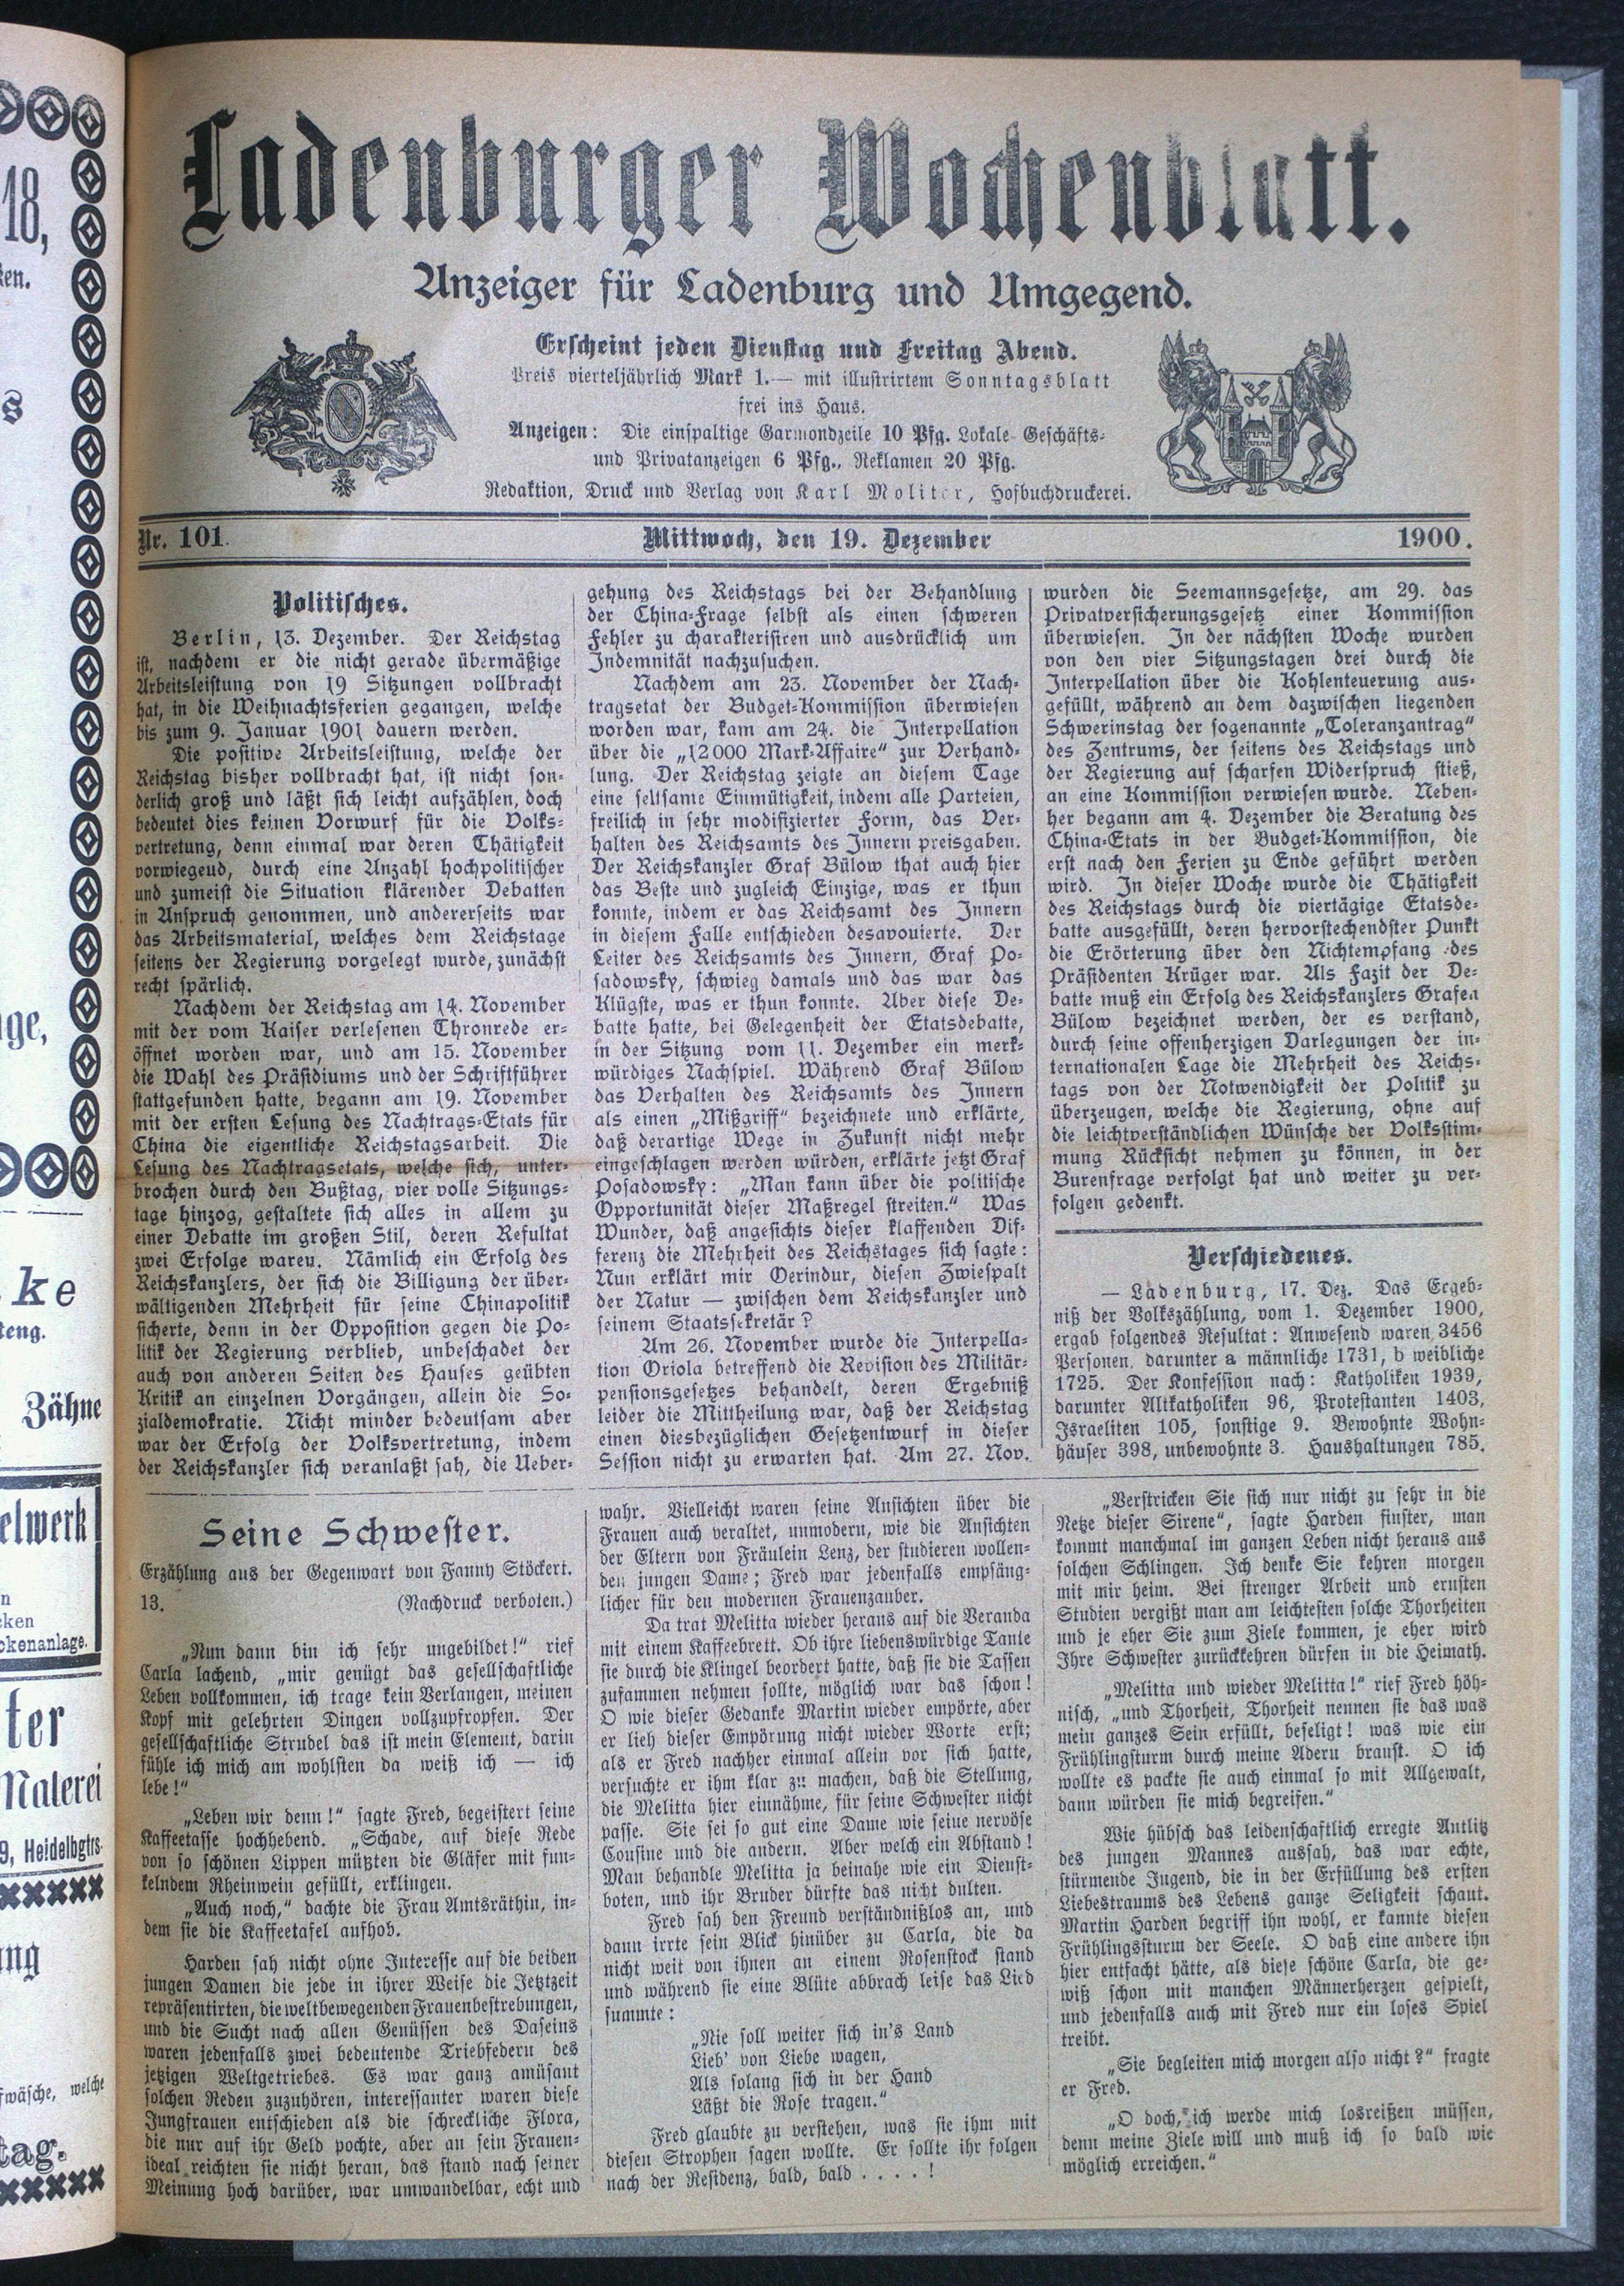 Ladenburger Wochenblatt.
Anzeiger für Ladenburg und Umgegend.
Erscheint jeden Dienstag und Freitag Abend.
Preis vierteljährlich Mark 1.— mit illustrirtem Sonntagsblatt
frei ins Haus.
Anzeigen: Die einspaltige Garmondzeile 10 Pfg. Lokale Geschäfts-
und Privatanzeigen 6 Pfg., Reklamen 20 Pfg.
Redaktion, Druck und Verlag von Karl Molitor, Hofbuchdruckerei.
Nr. 101. Mittwoch, den 19. Dezember 1900.
Politisches.
Berlin, 13. Dezember. Der Reichstag
ist, nachdem er die nicht gerade übermäßige
Arbeitsleistung von 19 Sitzungen vollbracht
hat, in die Weihnachtsferien gegangen, welche
bis zum 9. Januar 1901 dauern werden.
Die positive Arbeitsleistung, welche der
Reichstag bisher vollbracht hat, ist nicht son-
derlich groß und läßt sich leicht aufzählen, doch
bedeutet dies keinen Vorwurf für die Volks-
vertretung, denn einmal war deren Thätigkeit
vorwiegend, durch eine Anzahl hochpolitischer
und zumeist die Situation klärender Debatten
in Anspruch genommen, und andererseits war
das Arbeitsmaterial, welches dem Reichstage
seitens der Regierung vorgelegt wurde, zunächst
recht spärlich.
Nachdem der Reichstag am 14. November
mit der vom Kaiser verlesenen Thronrede er-
öffnet worden war, und am 15. November
die Wahl des Präsidiums und der Schriftführer
stattgefunden hatte, begann am 19. November
mit der ersten Lesung des Nachtrags-Etats für
China die eigentliche Reichstagsarbeit. Die
Lesung des Nachtragsetats, welche sich, unter-
brochen durch den Bußtag, vier volle Sitzungs-
tage hinzog, gestaltete sich alles in allem zu
einer Debatte im großen Stil, deren Resultat
zwei Erfolge waren. Nämlich ein Erfolg des
Reichskanzlers, der sich die Billigung der über-
wältigenden Mehrheit für seine Chinapolitik
sicherte, denn in der Opposition gegen die Po-
litik der Regierung verblieb, unbeschadet der
auch von anderen Seiten des Hauses geübten
Kritik an einzelnen Vorgängen, allein die So-
zialdemokratie. Nicht minder bedeutsam aber
war der Erfolg der Volksvertretung, indem
der Reichskanzler sich veranlaßt sah, die Ueber-
gehung des Reichstags bei der Behandlung
der China-Frage selbst als einen schweren
Fehler zu charakterisiren und ausdrücklich um
Indemnität nachzusuchen.
Nachdem am 23. November der Nach-
tragsetat der Budget-Kommission überwiesen
worden war, kam am 24. die Interpellation
über die „12 000 Mark-Affaire“ zur Verhand-
lung. Der Reichstag zeigte an diesem Tage
eine seltsame Einmütigkeit, indem alle Parteien,
freilich in sehr modifizierter Form, das Ver-
halten des Reichsamts des Innern preisgaben.
Der Reichskanzler Graf Bülow that auch hier
das Beste und zugleich Einzige, was er thun
konnte, indem er das Reichsamt des Innern
in diesem Falle entschieden desavouierte. Der
Leiter des Reichsamts des Innern, Graf Po-
sadowsky, schwieg damals und das war das
Klügste, was er thun konnte. Aber diese De-
batte hatte, bei Gelegenheit der Etatsdebatte,
in der Sitzung vom 11. Dezember ein merk-
würdiges Nachspiel. Während Graf Bülow
das Verhalten des Reichsamts des Innern
als einen „Mißgriff“ bezeichnete und erklärte,
daß derartige Wege in Zukunft nicht mehr
eingeschlagen werden würden, erklärte jetzt Graf
Posadowsky: „Man kann über die politische
Opportunität dieser Maßregel streiten.“ Was
Wunder, daß angesichts dieser klaffenden Dif-
ferenz die Mehrheit des Reichstages sich sagte:
Nun erklärt mir Oerindur, diesen Zwiespalt
der Natur — zwischen dem Reichskanzler und
seinem Staatssekretär?
Am 26. November wurde die Interpella-
tion Oriola betreffend die Revision des Militär-
pensionsgesetzes behandelt, deren Ergebniß
leider die Mittheilung war, daß der Reichstag
einen diesbezüglichen Gesetzentwurf in dieser
Session nicht zu erwarten hat. Am 27. Nov.
wurden die Seemannsgesetze, am 29. das
Privatversicherungsgesetz einer Kommission
überwiesen. In der nächsten Woche wurden
von den vier Sitzungstagen drei durch die
Interpellation über die Kohlenteuerung aus-
gefüllt, während an dem dazwischen liegenden
Schwerinstag der sogenannte „Toleranzantrag“
des Zentrums, der seitens des Reichstags und
der Regierung auf scharfen Widerspruch stieß,
an eine Kommission verwiesen wurde. Neben-
her begann am 4. Dezember die Beratung des
China-Etats in der Budget-Kommission, die
erst nach den Ferien zu Ende geführt werden
wird. In dieser Woche wurde die Thätigkeit
des Reichstags durch die viertägige Etatsde-
batte ausgefüllt, deren hervorstechendster Punkt
die Erörterung über den Nichtempfang des
Präsidenten Krüger war. Als Fazit der De-
batte muß ein Erfolg des Reichskanzlers Grafen
Bülow bezeichnet werden, der es verstand,
durch seine offenherzigen Darlegungen der in-
ternationalen Lage die Mehrheit des Reichs-
tags von der Notwendigkeit der Politik zu
überzeugen, welche die Regierung, ohne auf
die leichtverständlichen Wünsche der Volksstim-
mung Rücksicht nehmen zu können, in der
Burenfrage verfolgt hat und weiter zu ver-
folgen gedenkt.
Verschiedenes.
— Ladenburg, 17. Dez. Das Ergeb-
niß der Volkszählung, vom 1. Dezember 1900,
ergab folgendes Resultat: Anwesend waren 3456
Personen, darunter a männliche 1731, b weibliche
1725. Der Konfession nach: Katholiken 1939,
darunter Altkatholiken 96, Protestanten 1403,
Israeliten 105, sonstige 9. Bewohnte Wohn-
häuser 398, unbewohnte 3. Haushaltungen 785.
Seine Schwester.
Erzählung aus der Gegenwart von Fanny Stöckert.
13. (Nachdruck verboten.)
„Nun dann bin ich sehr ungebildet!“ rief
Carla lachend, „mir genügt das gesellschaftliche
Leben vollkommen, ich trage kein Verlangen, meinen
Kopf mit gelehrten Dingen vollzupfropfen. Der
gesellschaftliche Strudel das ist mein Element, darin
fühle ich mich am wohlsten da weiß ich — ich
lebe!“
„Leben wir denn!“ sagte Fred, begeistert seine
Kaffeetasse hochhebend. „Schade, auf diese Rede
von so schönen Lippen müßten die Gläser mit fun-
kelndem Rheinwein gefüllt, erklingen.
„Auch noch,“ dachte die Frau Amtsräthin, in-
dem sie die Kaffeetafel aufhob.
Harden sah nicht ohne Interesse auf die beiden
jungen Damen die jede in ihrer Weise die Jetztzeit
repräsentirten, die weltbewegenden Frauenbestrebungen,
und die Sucht nach allen Genüssen des Daseins
waren jedenfalls zwei bedeutende Triebfedern des
jetzigen Weltgetriebes. Es war ganz amüsant
solchen Reden zuzuhören, interessanter waren diese
Jungfrauen entschieden als die schreckliche Flora,
die nur auf ihr Geld pochte, aber an sein Frauen-
ideal reichten sie nicht heran, das stand nach seiner
Meinung hoch darüber, war unwandelbar, echt und
wahr. Vielleicht waren seine Ansichten über die
Frauen auch veraltet, unmodern, wie die Ansichten
der Eltern von Fräulein Lenz, der studieren wollen-
den jungen Dame; Fred war jedenfalls empfäng-
licher für den modernen Frauenzauber.
Da trat Melitta wieder heraus auf die Veranda
mit einem Kaffeebrett. Ob ihre liebenswürdige Tante
sie durch die Klingel beordert hatte, daß sie die Tassen
zusammen nehmen sollte, möglich war das schon!
O wie dieser Gedanke Martin wieder empörte, aber
er lieh dieser Empörung nicht wieder Worte erst;
als er Fred nachher einmal allein vor sich hatte,
versuchte er ihm klar zu machen, daß die Stellung,
die Melitta hier einnähme, für seine Schwester nicht
passe. Sie sei so gut eine Dame wie seine nervöse
Cousine und die andern. Aber welch ein Abstand!
Man behandle Melitta ja beinahe wie ein Dienst-
boten, und ihr Bruder dürfte das nicht dulten.
Fred sah den Freund verständnißlos an, und
dann irrte sein Blick hinüber zu Carla, die da
nicht weit von ihnen an einem Rosenstock stand
und während sie eine Blüte abbrach leise das Lied
summte:
„Nie soll weiter sich in's Land
Lieb' von Liebe wagen,
Als solang sich in der Hand
Läßt die Rose tragen.“
Fred glaubte zu verstehen, was sie ihm mit
diesen Strophen sagen wollte. Er sollte ihr folgen
nach der Residenz, bald, bald . . . . !
„Verstricken Sie sich nur nicht zu sehr in die
Netze dieser Sirene“, sagte Harden finster, man
kommt manchmal im ganzen Leben nicht heraus aus
solchen Schlingen. Ich denke Sie kehren morgen
mit mir heim. Bei strenger Arbeit und ernsten
Studien vergißt man am leichtesten solche Thorheiten
und je eher Sie zum Ziele kommen, je eher wird
Ihre Schwester zurückkehren dürfen in die Heimath.
„Melitta und wieder Melitta!“ rief Fred höh-
nisch, „und Thorheit, Thorheit nennen sie das was
mein ganzes Sein erfüllt, beseligt! was wie ein
Frühlingsturm durch meine Adern braust. O ich
wollte es packte sie auch einmal so mit Allgewalt,
dann würden sie mich begreifen.“
Wie hübsch das leidenschaftlich erregte Antlitz
des jungen Mannes aussah, das war echte,
stürmende Jugend, die in der Erfüllung des ersten
Liebestraums des Lebens ganze Seligkeit schaut.
Martin Harden begriff ihn wohl, er kannte diesen
Frühlingssturm der Seele. O daß eine andere ihn
hier entfacht hätte, als diese schöne Carla, die ge-
wiß schon mit manchen Männerherzen gespielt,
und jedenfalls auch mit Fred nur ein loses Spiel
treibt.
„Sie begleiten mich morgen also nicht?“ fragte
er Fred.
„O doch, ich werde mich losreißen müssen,
denn meine Ziele will und muß ich so bald wie
möglich erreichen.“
18,
ken.
s
ge,
ke
teng.
Zähne
elwerk
n
cken
ckenanlage.
ter
Malerei
9, Heidelbgtrs.
ng
wäsche, welche
tag.